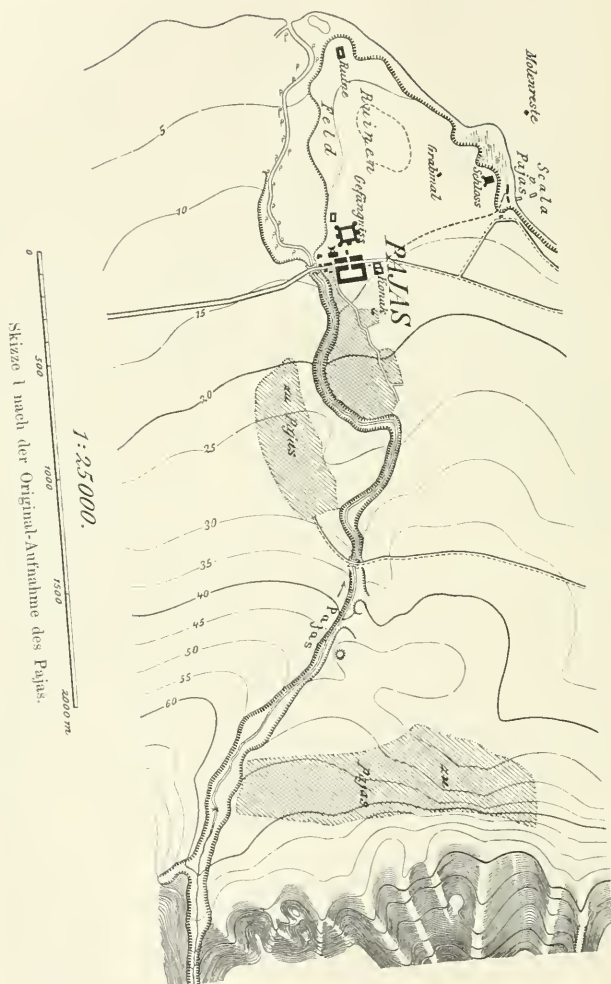 Molenreste
Scala
Pajas
Schloss
Grabmal
Ruine
Ruinen
Feld
Gefängniss
PAJAS
Konak
5
10
15
20
zu Pajas
25
30
35
40
Pajas
45
50
55
60
zu
Pajas
1:25000.
0
500
1000
1500
2000 m
Skizze 1 nach der Original-Aufnahme des Pajas.